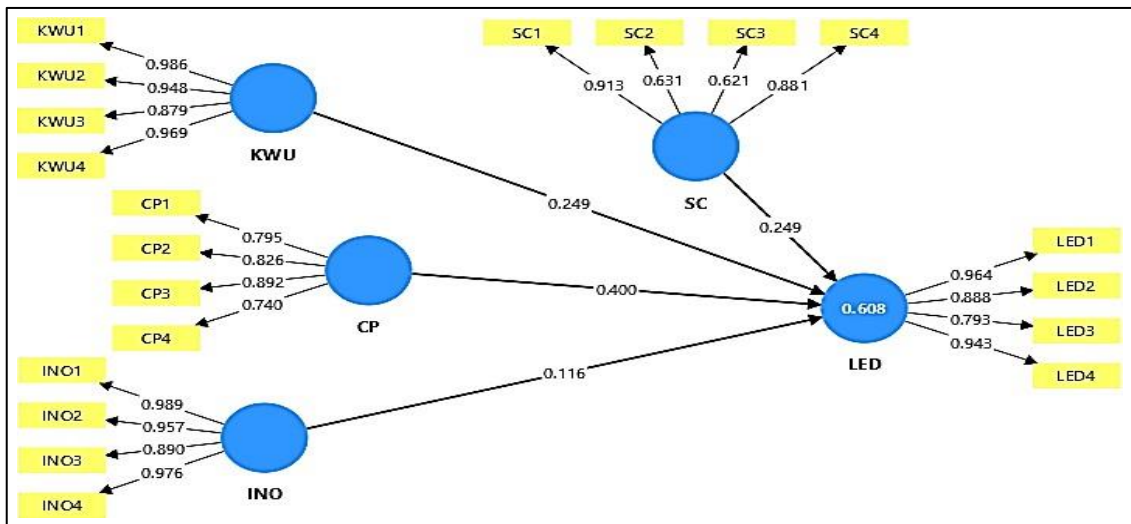 KWU1
KWU2
KWU3
KWU4
0.986
0.948
0.879
0.969
KWU
SC1
SC2
SC3
SC4
0.913
0.631
0.621
0.881
SC
0.249
0.249
CP1
CP2
CP3
CP4
0.795
0.826
0.892
0.740
CP
0.400
INO1
INO2
INO3
INO4
0.989
0.957
0.890
0.976
INO
0.116
0.608
LED
0.964
0.888
0.793
0.943
LED1
LED2
LED3
LED4